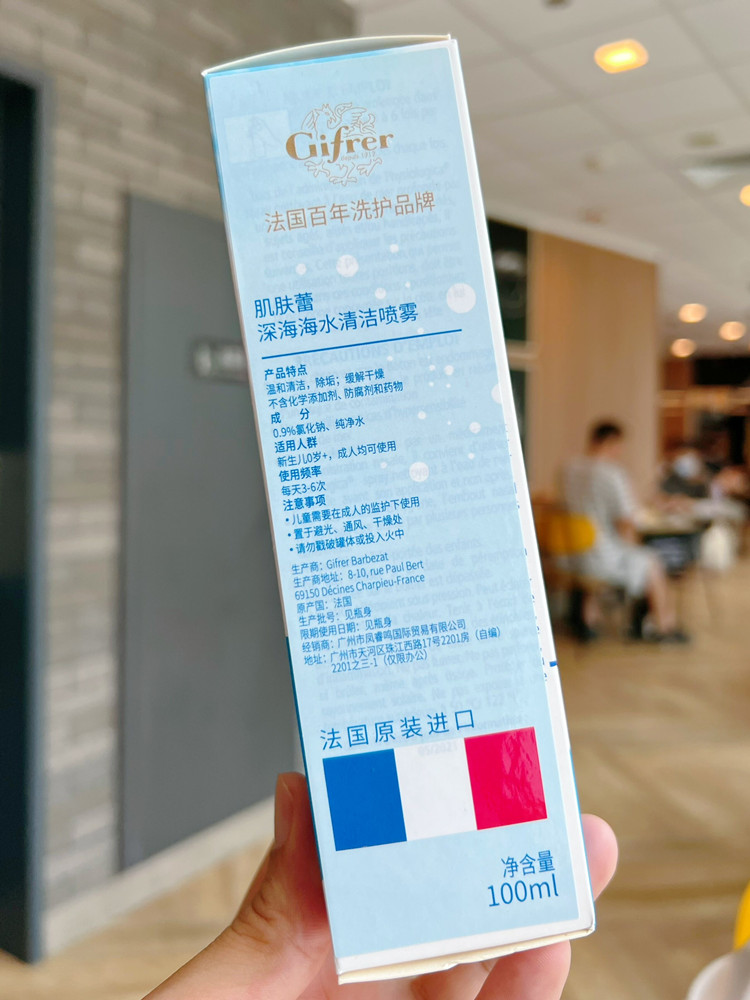 Gifrer
法国百年洗护品牌
肌肤蕾
深海海水清洁喷雾
产品特点
温和清洁，除垢；缓解干燥
不含化学添加剂、防腐剂和药物
成 分
0.9%氯化钠、纯净水
适用人群
新生儿0岁+，成人均可使用
使用频率
每天3-6次
注意事项
• 儿童需要在成人的监护下使用
• 置于避光、通风、干燥处
• 请勿戳破罐体或投入火中
生产商：Gifrer Barbezat
生产商地址：8-10, rue Paul Bert
69150 Décines Charpieu-France
原产国：法国
生产批号：见瓶身
限期使用日期：见瓶身
经销商：广州市凤睿鸣国际贸易有限公司
地址：广州市天河区珠江西路17号2201房（自编）
2201之三-1（仅限办公）
法国原装进口
净含量
100ml